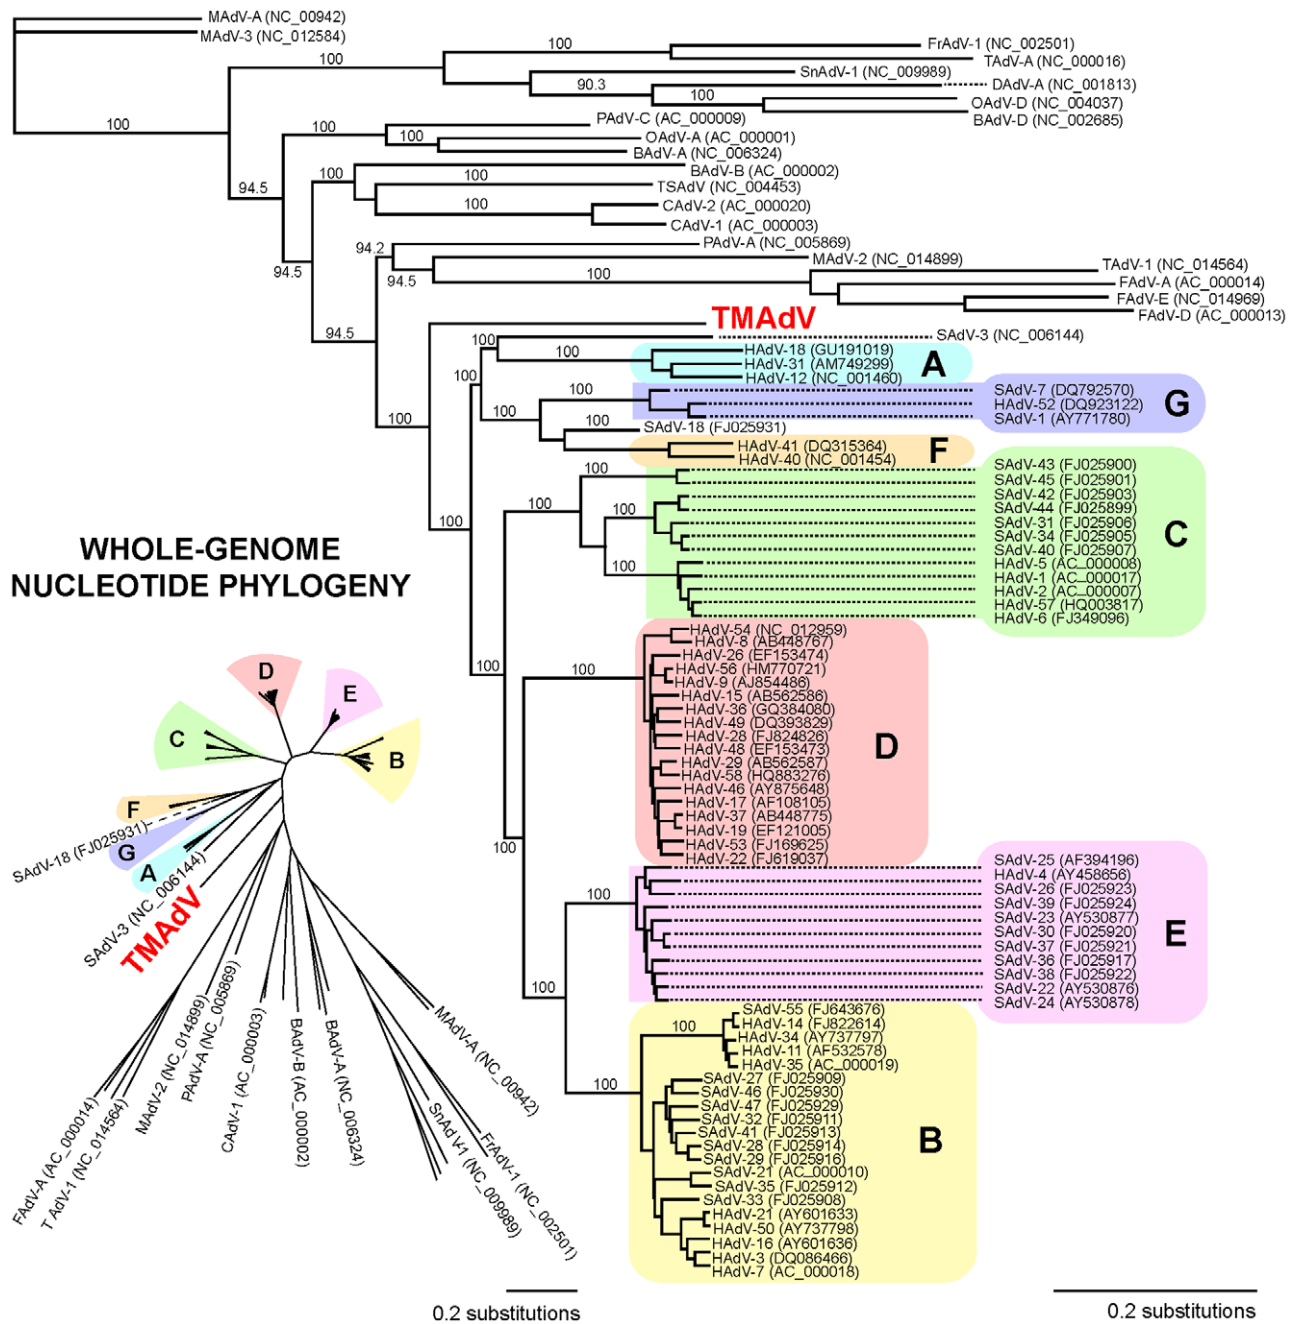 MAdV-A (NC_00942)
MAdV-3 (NC_012584)
100
FrAdV-1 (NC_002501)
TAdV-A (NC_000016)
100
SnAdV-1 (NC_009989)
90.3
DAdV-A (NC_001813)
100
OAdV-D (NC_004037)
BAdV-D (NC_002685)
100
100
PAdV-C (AC_000009)
100
OAdV-A (AC_000001)
BAdV-A (NC_006324)
94.5
100
BAdV-B (AC_000002)
100
TSAdV (NC_004453)
100
CAdV-2 (AC_000020)
CAdV-1 (AC_000003)
94.5
94.2
PAdV-A (NC_005869)
94.5
MAdV-2 (NC_014899)
100
TAdV-1 (NC_014564)
FAdV-A (AC_000014)
FAdV-E (NC_014969)
FAdV-D (AC_000013)
94.5
TMAdV
SAdV-3 (NC_006144)
100
HAdV-18 (GU191019)
HAdV-31 (AM749299)
HAdV-12 (NC_001460)
A
100
100
100
100
SAdV-7 (DQ792570)
HAdV-52 (DQ923122)
SAdV-1 (AY771780)
G
SAdV-18 (FJ025931)
HAdV-41 (DQ315364)
HAdV-40 (NC_001454)
F
100
100
100
100
100
SAdV-43 (FJ025900)
SAdV-45 (FJ025901)
SAdV-42 (FJ025903)
SAdV-44 (FJ025899)
SAdV-31 (FJ025906)
SAdV-34 (FJ025905)
SAdV-40 (FJ025907)
HAdV-5 (AC_000008)
HAdV-1 (AC_000017)
HAdV-2 (AC_000007)
HAdV-57 (HQ003817)
HAdV-6 (FJ349096)
C
WHOLE-GENOME
NUCLEOTIDE PHYLOGENY
100
100
HAdV-54 (NC_012959)
HAdV-8 (AB448767)
HAdV-26 (EF153474)
HAdV-56 (HM770721)
HAdV-9 (AJ854486)
HAdV-15 (AB562586)
HAdV-36 (GQ384080)
HAdV-49 (DQ393829)
HAdV-28 (FJ824826)
HAdV-48 (EF153473)
HAdV-29 (AB562587)
HAdV-58 (HQ883276)
HAdV-46 (AY875648)
HAdV-17 (AF108105)
HAdV-37 (AB448775)
HAdV-19 (EF121005)
HAdV-53 (FJ169625)
HAdV-22 (FJ619037)
D
100
100
SAdV-25 (AF394196)
HAdV-4 (AY458656)
SAdV-26 (FJ025923)
SAdV-39 (FJ025924)
SAdV-23 (AY530877)
SAdV-30 (FJ025920)
SAdV-37 (FJ025921)
SAdV-36 (FJ025917)
SAdV-38 (FJ025922)
SAdV-22 (AY530876)
SAdV-24 (AY530878)
E
100
100
100
SAdV-55 (FJ643676)
HAdV-14 (FJ822614)
HAdV-34 (AY737797)
HAdV-11 (AF532578)
HAdV-35 (AC_000019)
SAdV-27 (FJ025909)
SAdV-46 (FJ025930)
SAdV-47 (FJ025929)
SAdV-32 (FJ025911)
SAdV-41 (FJ025913)
SAdV-28 (FJ025914)
SAdV-29 (FJ025916)
SAdV-21 (AC_000010)
SAdV-35 (FJ025912)
SAdV-33 (FJ025908)
HAdV-21 (AY601633)
HAdV-50 (AY737798)
HAdV-16 (AY601636)
HAdV-3 (DQ086466)
HAdV-7 (AC_000018)
B
D
E
C
B
F
SAdV-18 (FJ025931)
G
A
SAdV-3 (NC_006144)
TMAdV
FAdV-A (AC_000014)
T AdV-1 (NC_014564)
MAdV-2 (NC_014899)
PAdV-A (NC_005869)
CAdV-1 (AC_000003)
BAdV-B (AC_000002)
BAdV-A (NC_006324)
SnAd V-1 (NC_009989)
FrAdV-1 (NC_002501)
MAdV-A (NC_00942)
0.2 substitutions
0.2 substitutions